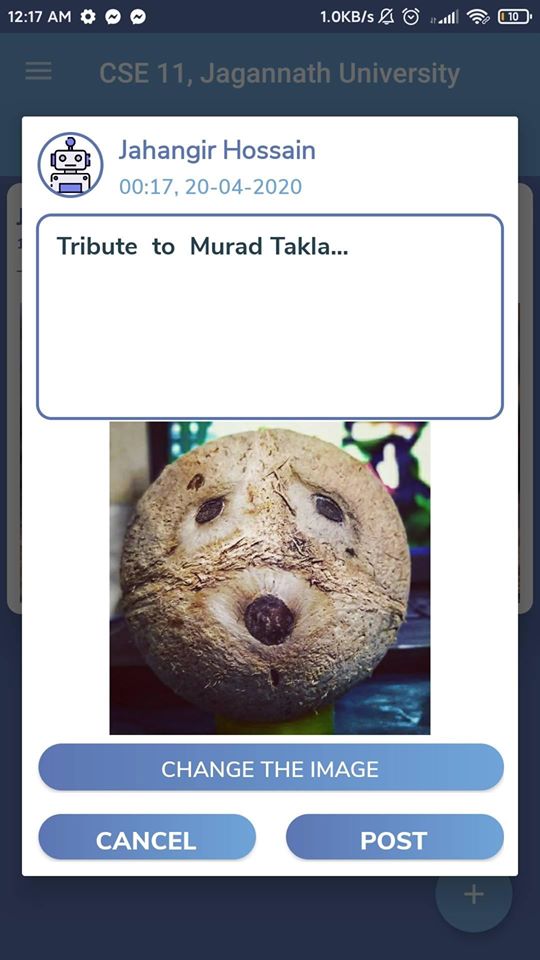 12:17 AM
1.0KB/s
10
CSE 11, Jagannath University
Jahangir Hossain
00:17, 20-04-2020
Tribute to Murad Takla...
CHANGE THE IMAGE
CANCEL
POST
+